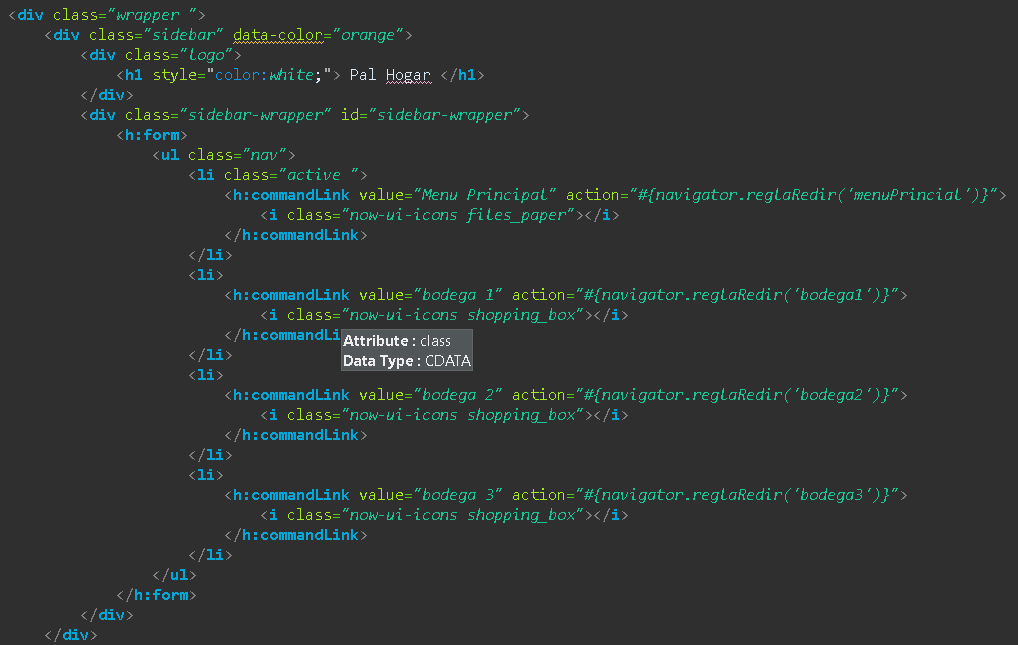 <div class="wrapper ">
<div class="sidebar" data-color="orange">
<div class="logo">
<h1 style="color:white;"> Pal Hogar </h1>
</div>
<div class="sidebar-wrapper" id="sidebar-wrapper">
<h:form>
<ul class="nav">
<li class="active ">
<h:commandLink value="Menu Principal" action="#{navigator.reglaRedir('menuPrincial')}">
<i class="now-ui-icons files_paper"></i>
</h:commandLink>
</li>
<li>
<h:commandLink value="bodega 1" action="#{navigator.reglaRedir('bodega1')}">
<i class="now-ui-icons shopping_box"></i>
</h:commandLi
Attribute : class
Data Type : CDATA
</li>
<li>
<h:commandLink value="bodega 2" action="#{navigator.reglaRedir('bodega2')}">
<i class="now-ui-icons shopping_box"></i>
</h:commandLink>
</li>
<li>
<h:commandLink value="bodega 3" action="#{navigator.reglaRedir('bodega3')}">
<i class="now-ui-icons shopping_box"></i>
</h:commandLink>
</li>
</ul>
</h:form>
</div>
</div>